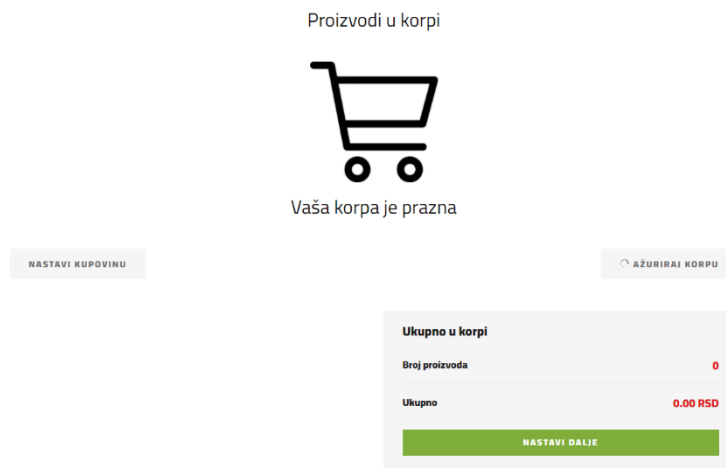 Proizvodi u korpi
Vaša korpa je prazna
NASTAVI KUPOVINU
AŽURIRAJ KORPU
Ukupno u korpi
Broj proizvoda 0
Ukupno 0.00 RSD
NASTAVI DALJE